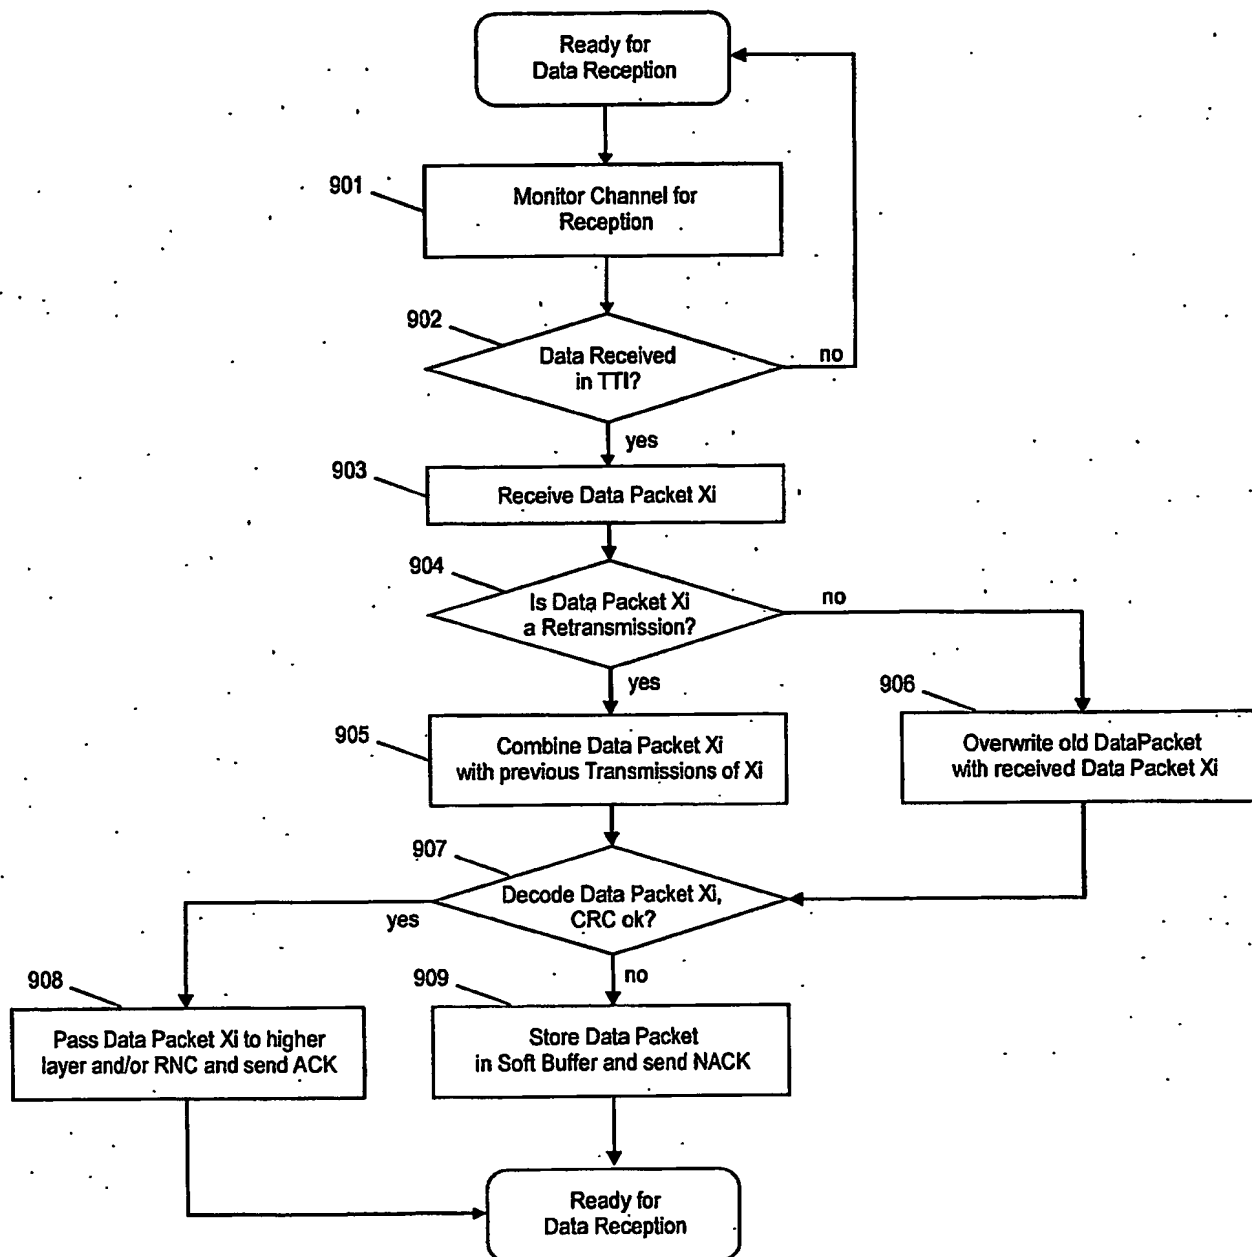 Ready for
Data Reception
901
Monitor Channel for
Reception
902
Data Received
in TTI?
no
yes
903
Receive Data Packet Xi
904
Is Data Packet Xi
a Retransmission?
no
yes
905
Combine Data Packet Xi
with previous Transmissions of Xi
906
Overwrite old DataPacket
with received Data Packet Xi
907
Decode Data Packet Xi,
CRC ok?
yes
no
908
Pass Data Packet Xi to higher
layer and/or RNC and send ACK
909
Store Data Packet
in Soft Buffer and send NACK
Ready for
Data Reception